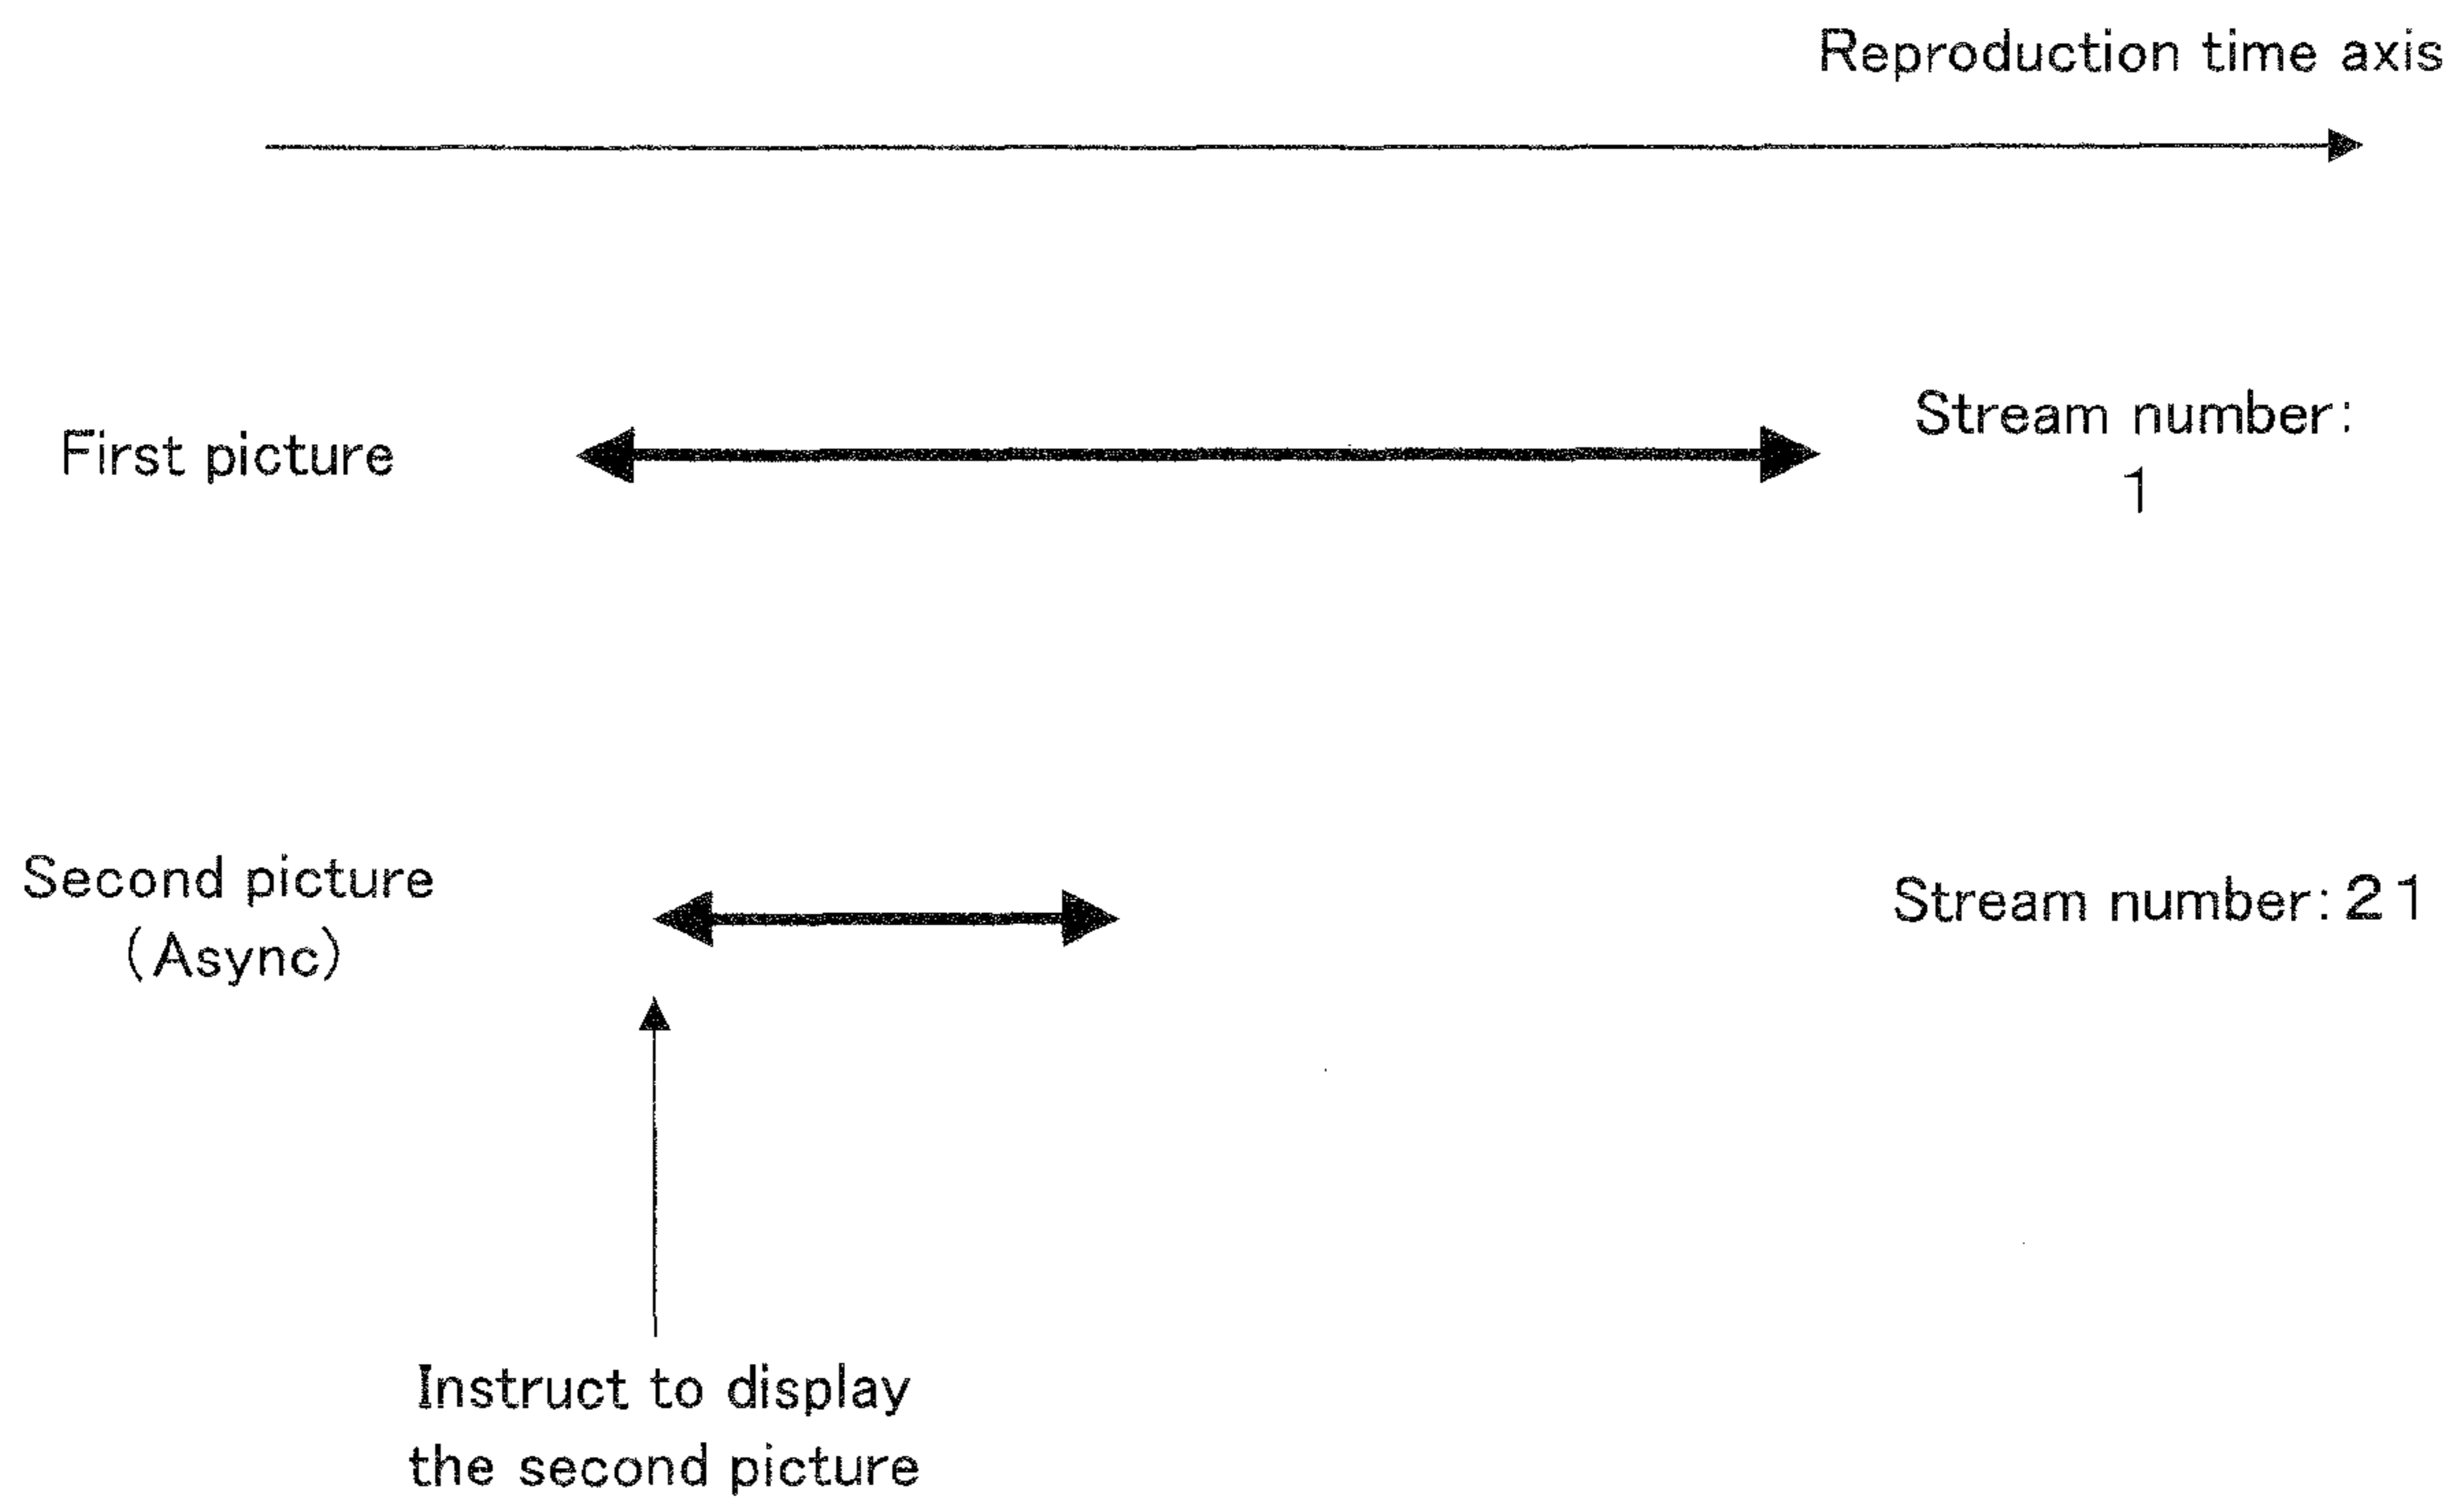 Reproduction time axis
First picture
Stream number:
1
Second picture
(Async)
Stream number:21
Instruct to display
the second picture